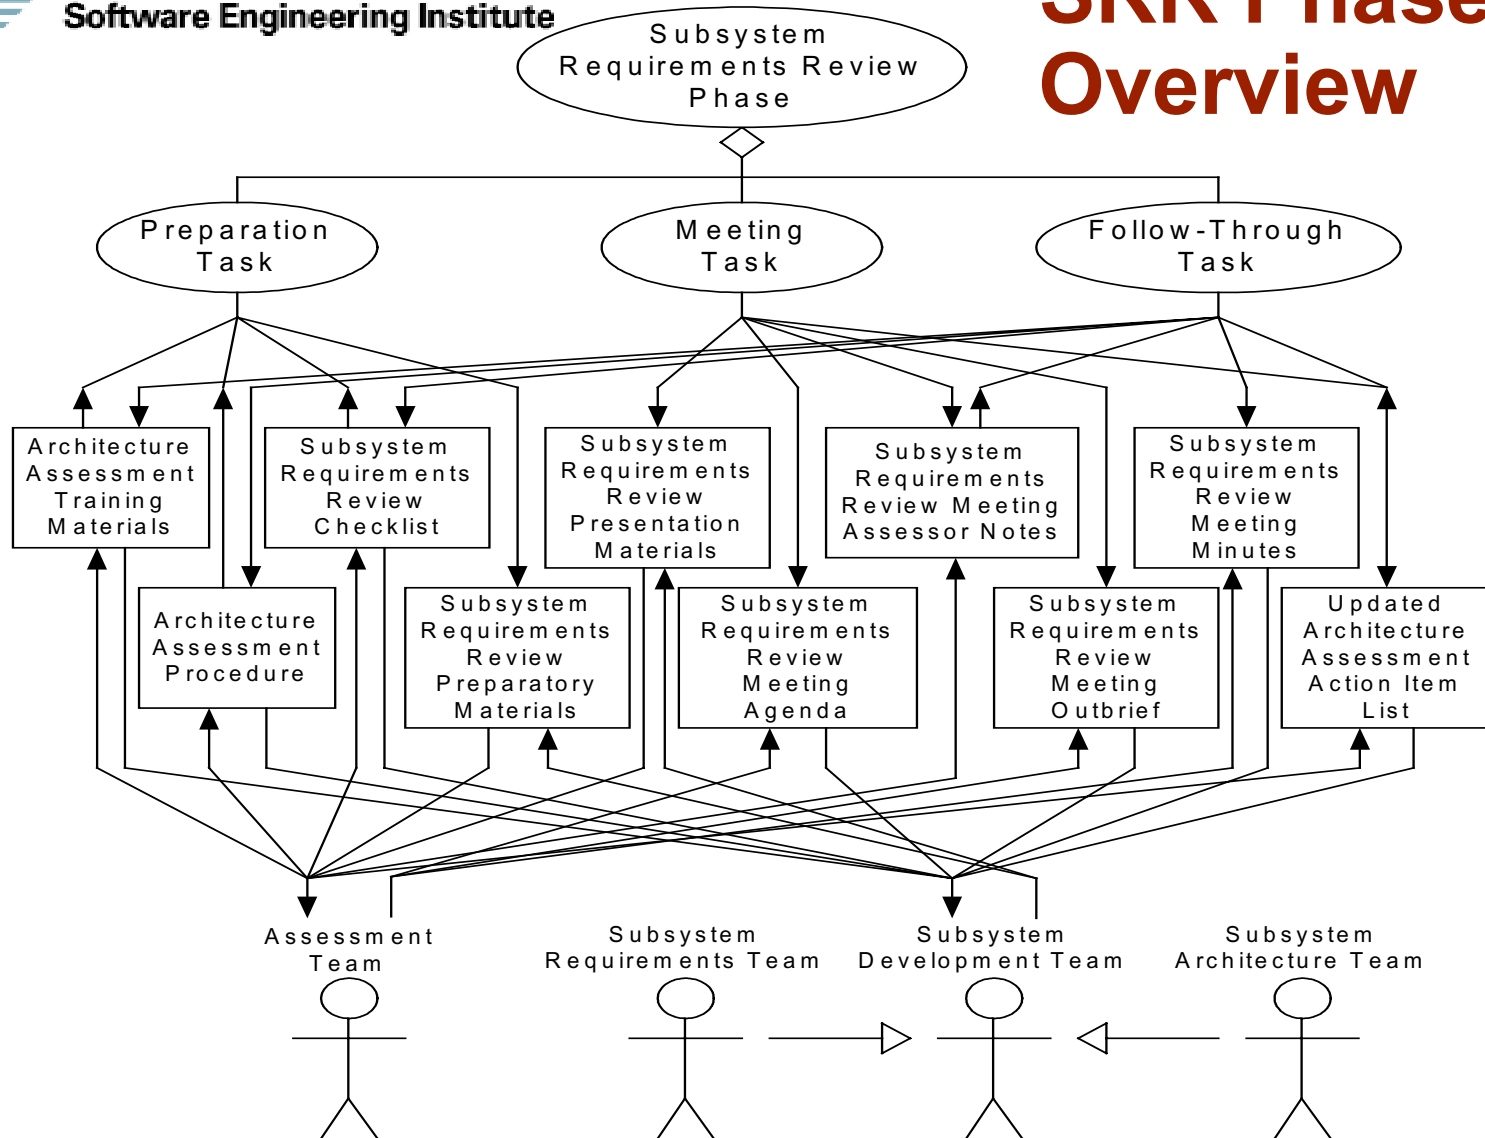 Software Engineering Institute
SRR Phase
Overview
Subsystem
Requirements Review
Phase
Preparation
Task
Meeting
Task
Follow-Through
Task
Architecture
Assessment
Training
Materials
Subsystem
Requirements
Review
Checklist
Subsystem
Requirements
Review
Presentation
Materials
Subsystem
Requirements
Review Meeting
Assessor Notes
Subsystem
Requirements
Review
Meeting
Minutes
Architecture
Assessment
Procedure
Subsystem
Requirements
Review
Preparatory
Materials
Subsystem
Requirements
Review
Meeting
Agenda
Subsystem
Requirements
Review
Meeting
Outbrief
Updated
Architecture
Assessment
Action Item
List
Assessment
Team
Subsystem
Requirements Team
Subsystem
Development Team
Subsystem
Architecture Team